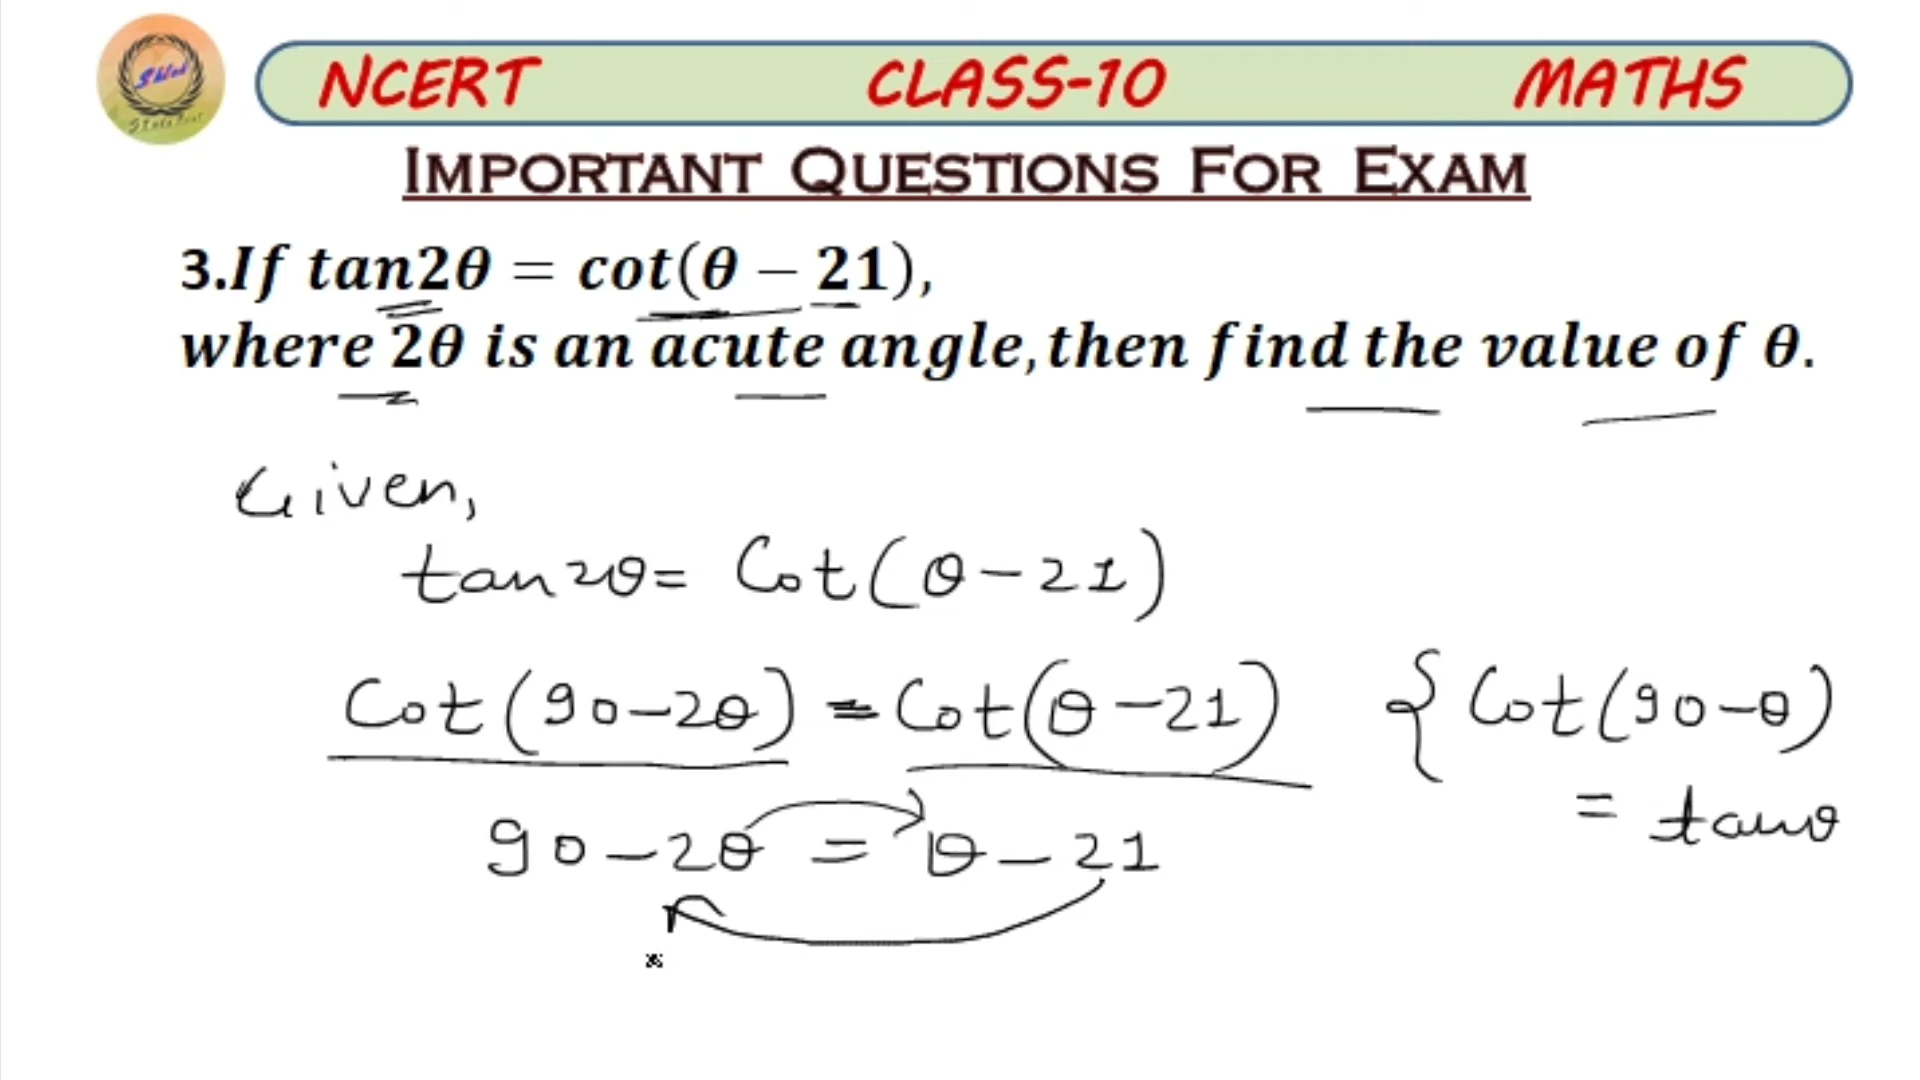 Shlok
NCERT CLASS-10 MATHS
IMPORTANT QUESTIONS FOR EXAM
3.If tan2θ = cot(θ − 21),
where 2θ is an acute angle, then find the value of θ.
Given,
tan2θ = Cot(θ-21)
Cot(90-2θ) = Cot(θ-21) { Cot(90-θ)
= tanθ
90-2θ = θ-21